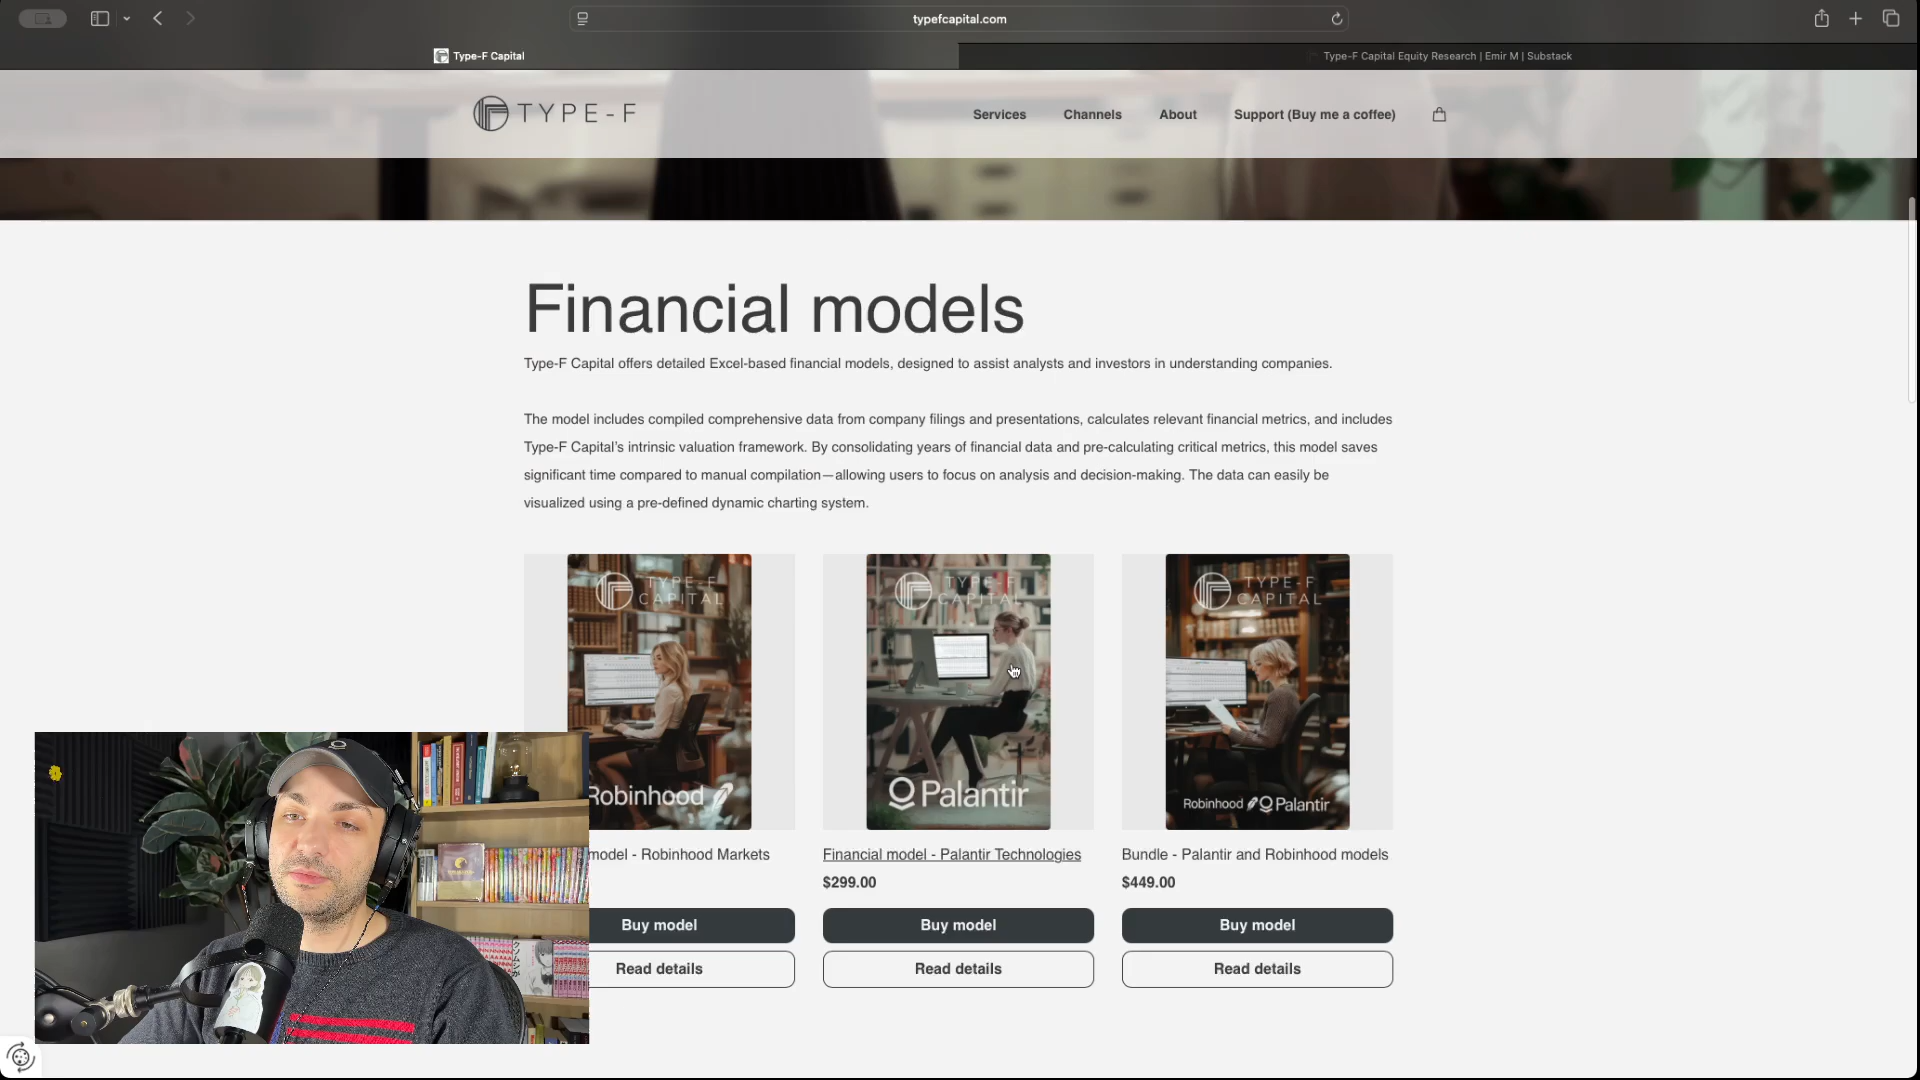 typefcapital.com
Type-F Capital
Type-F Capital Equity Research | Emir M | Substack
TYPE-F
Services
Channels
About
Support (Buy me a coffee)
Financial models
Type-F Capital offers detailed Excel-based financial models, designed to assist analysts and investors in understanding companies.
The model includes compiled comprehensive data from company filings and presentations, calculates relevant financial metrics, and includes
Type-F Capital's intrinsic valuation framework. By consolidating years of financial data and pre-calculating critical metrics, this model saves
significant time compared to manual compilation—allowing users to focus on analysis and decision-making. The data can easily be
visualized using a pre-defined dynamic charting system.
TYPE-F
CAPITAL
Robinhood
TYPE-F
CAPITAL
Palantir
TYPE-F
CAPITAL
Robinhood Palantir
model - Robinhood Markets
Financial model - Palantir Technologies
Bundle - Palantir and Robinhood models
$299.00
$449.00
Buy model
Buy model
Buy model
Read details
Read details
Read details